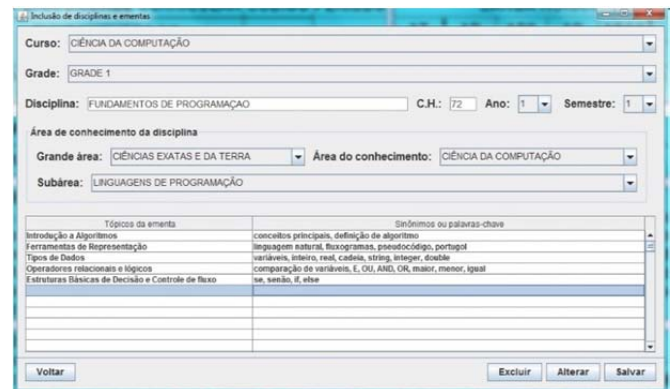 Inclusão de disciplinas e ementas
Curso: CIÊNCIA DA COMPUTAÇÃO
Grade: GRADE 1
Disciplina: FUNDAMENTOS DE PROGRAMAÇAO C.H.: 72 Ano: 1 Semestre: 1
Área de conhecimento da disciplina
Grande área: CIÊNCIAS EXATAS E DA TERRA Área do conhecimento: CIÊNCIA DA COMPUTAÇÃO
Subárea: LINGUAGENS DE PROGRAMAÇÃO
Tópicos da ementa Sinônimos ou palavras-chave
Introdução a Algoritmos conceitos principais, definição de algoritmo
Ferramentas de Representação linguagem natural, fluxogramas, pseudocódigo, portugol
Tipos de Dados variáveis, inteiro, real, cadeia, string, integer, double
Operadores relacionais e lógicos comparação de variáveis, E, OU, AND, OR, maior, menor, igual
Estruturas Básicas de Decisão e Controle de fluxo se, senão, if, else
Voltar Excluir Alterar Salvar